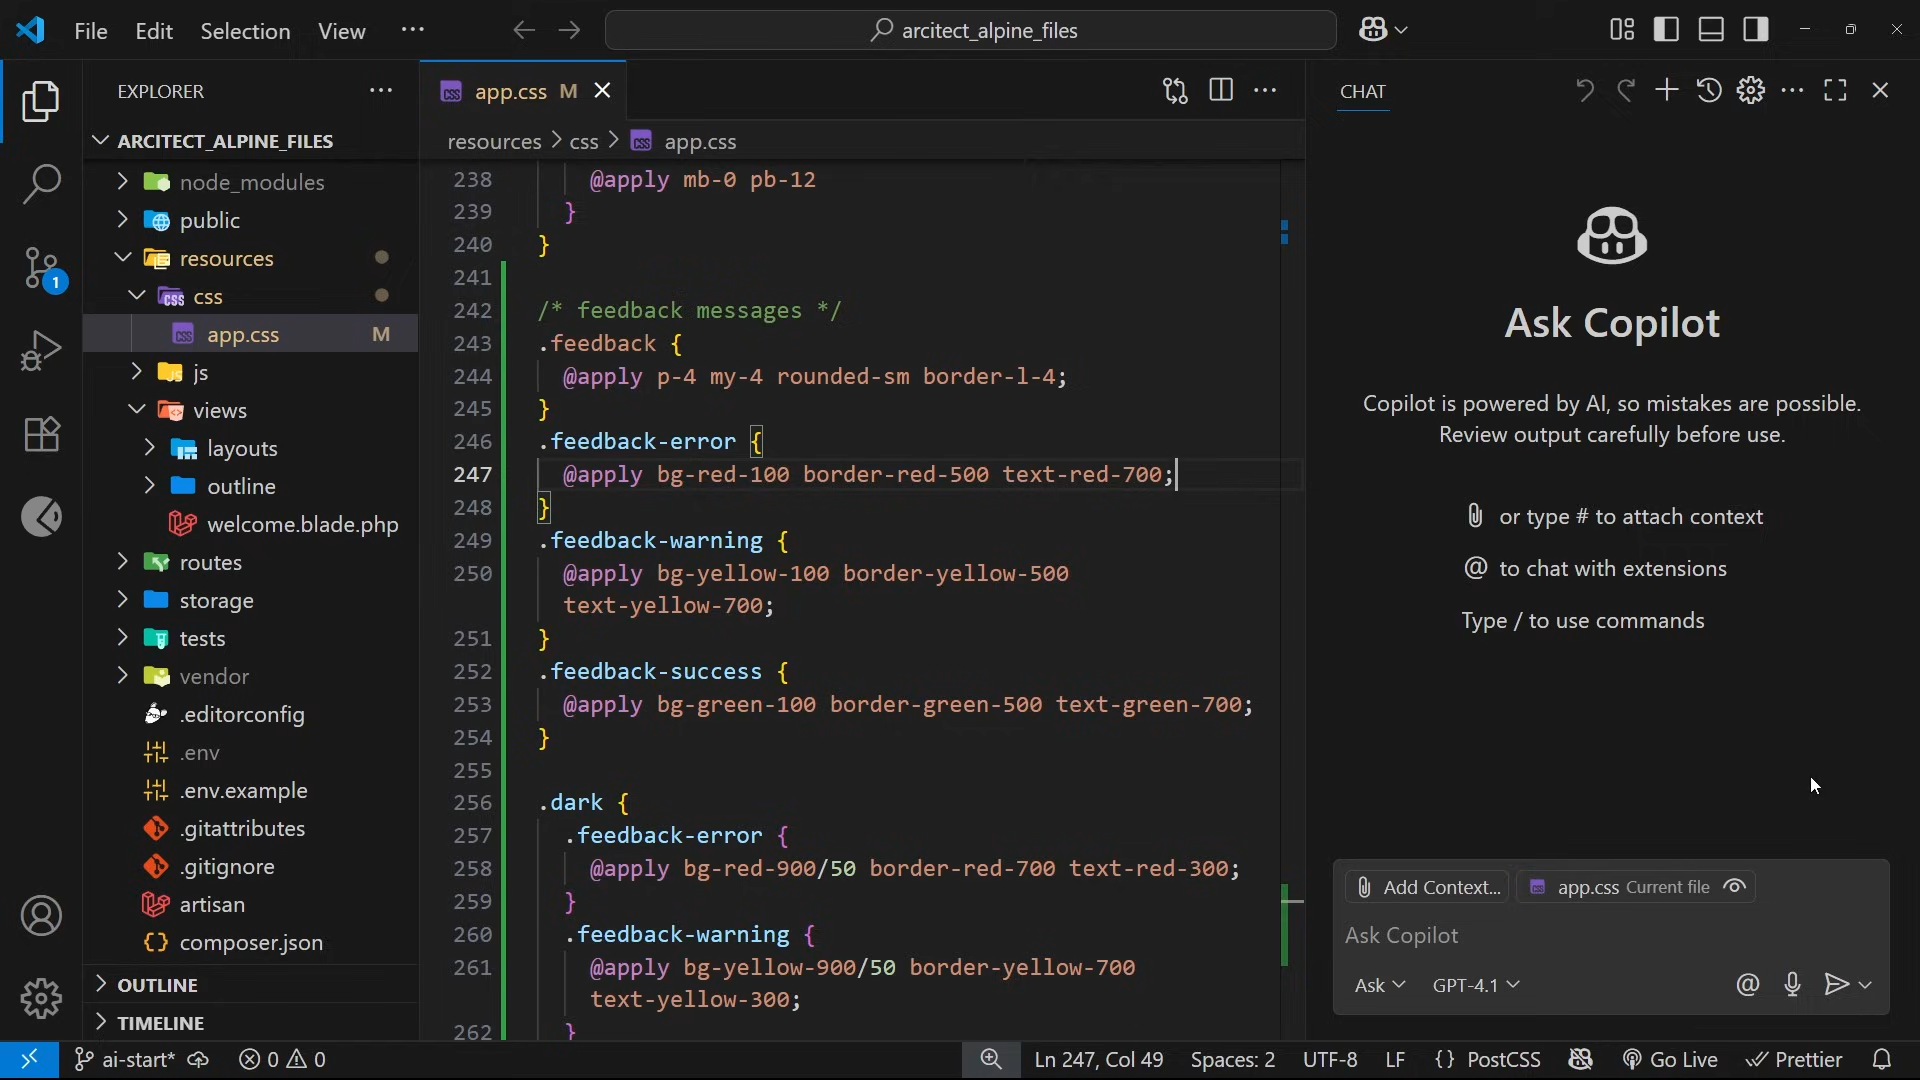 File Edit Selection View ···
arcitect_alpine_files
EXPLORER
ARCITECT_ALPINE_FILES
node_modules
public
resources
css
app.css M
js
views
layouts
outline
welcome.blade.php
routes
storage
tests
vendor
.editorconfig
.env
.env.example
.gitattributes
.gitignore
artisan
composer.json
OUTLINE
TIMELINE
1
app.css M
resources > css > app.css
238 @apply mb-0 pb-12
239 }
240 }
241
242 /* feedback messages */
243 .feedback {
244 @apply p-4 my-4 rounded-sm border-l-4;
245 }
246 .feedback-error {
247 @apply bg-red-100 border-red-500 text-red-700;
248 }
249 .feedback-warning {
250 @apply bg-yellow-100 border-yellow-500
text-yellow-700;
251 }
252 .feedback-success {
253 @apply bg-green-100 border-green-500 text-green-700;
254 }
255
256 .dark {
257 .feedback-error {
258 @apply bg-red-900/50 border-red-700 text-red-300;
259 }
260 .feedback-warning {
261 @apply bg-yellow-900/50 border-yellow-700
text-yellow-300;
262 }
CHAT
Ask Copilot
Copilot is powered by AI, so mistakes are possible.
Review output carefully before use.
or type # to attach context
@ to chat with extensions
Type / to use commands
Add Context... app.css Current file
Ask Copilot
Ask GPT-4.1 @
ai-start* 0 0 Ln 247, Col 49 Spaces: 2 UTF-8 LF {} PostCSS Go Live Prettier